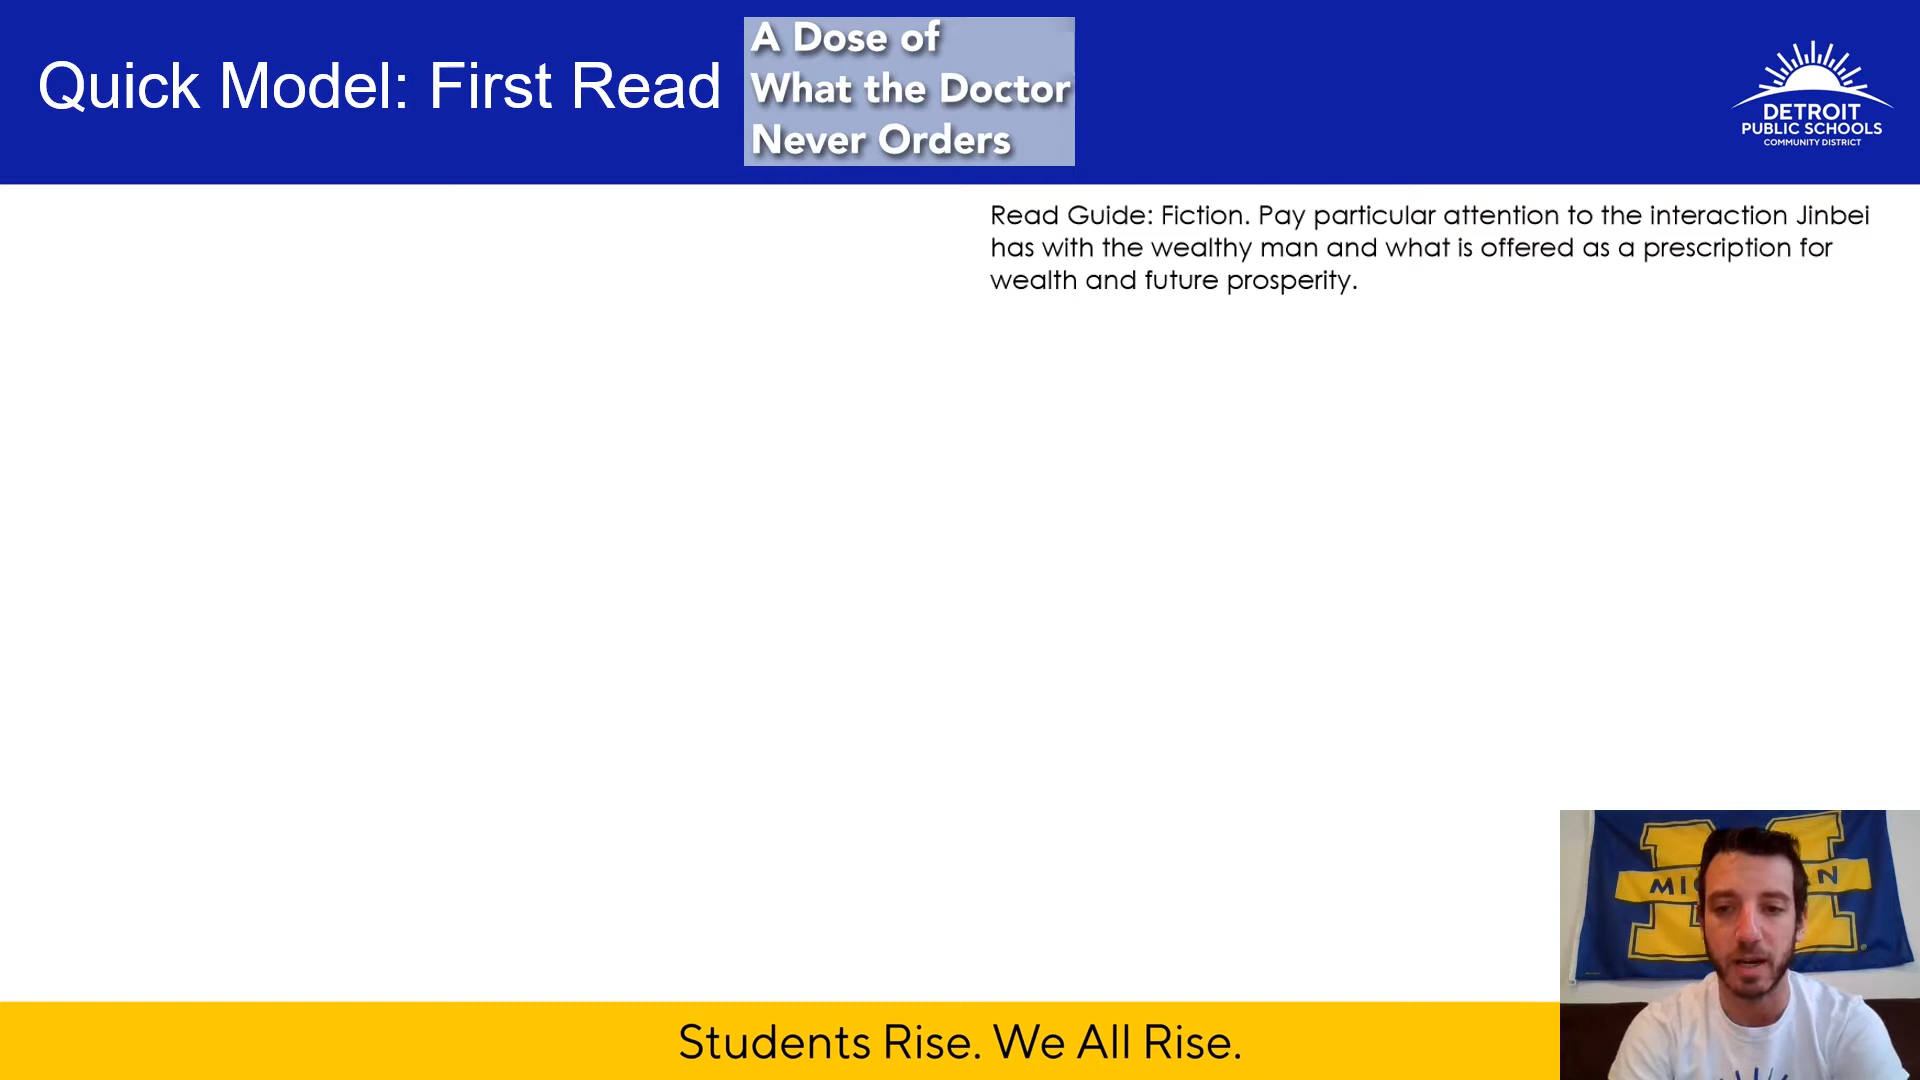 Quick Model: First Read
A Dose of
What the Doctor
Never Orders
DETROIT
PUBLIC SCHOOLS
COMMUNITY DISTRICT
Read Guide: Fiction. Pay particular attention to the interaction Jinbei
has with the wealthy man and what is offered as a prescription for
wealth and future prosperity.
MIC N
Students Rise. We All Rise.